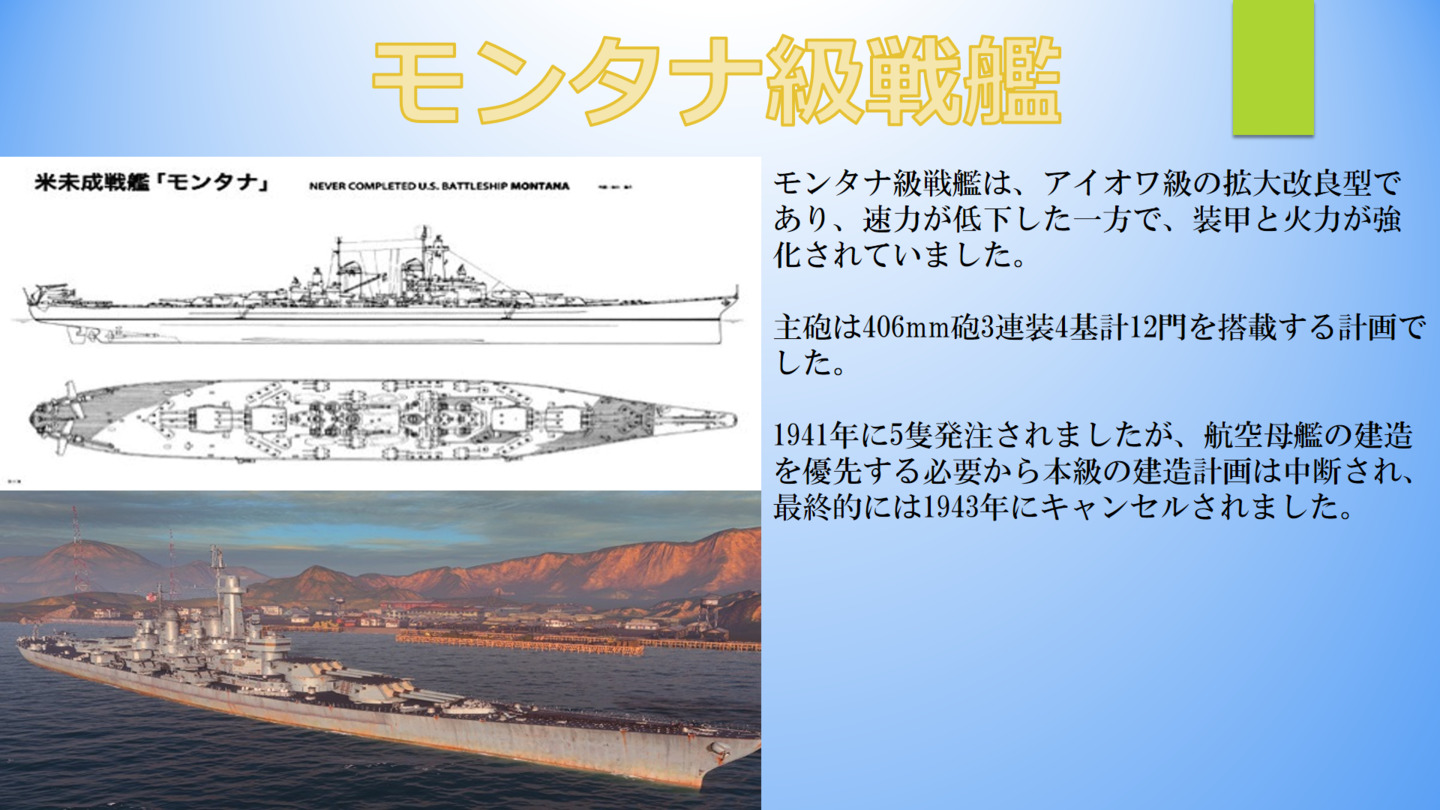 モンタナ級戦艦
米未成戦艦「モンタナ」 NEVER COMPLETED U.S. BATTLESHIP MONTANA
モンタナ級戦艦は、アイオワ級の拡大改良型で
あり、速力が低下した一方で、装甲と火力が強
化されていました。
主砲は406mm砲3連装4基計12門を搭載する計画で
した。
1941年に5隻発注されましたが、航空母艦の建造
を優先する必要から本級の建造計画は中断され、
最終的には1943年にキャンセルされました。